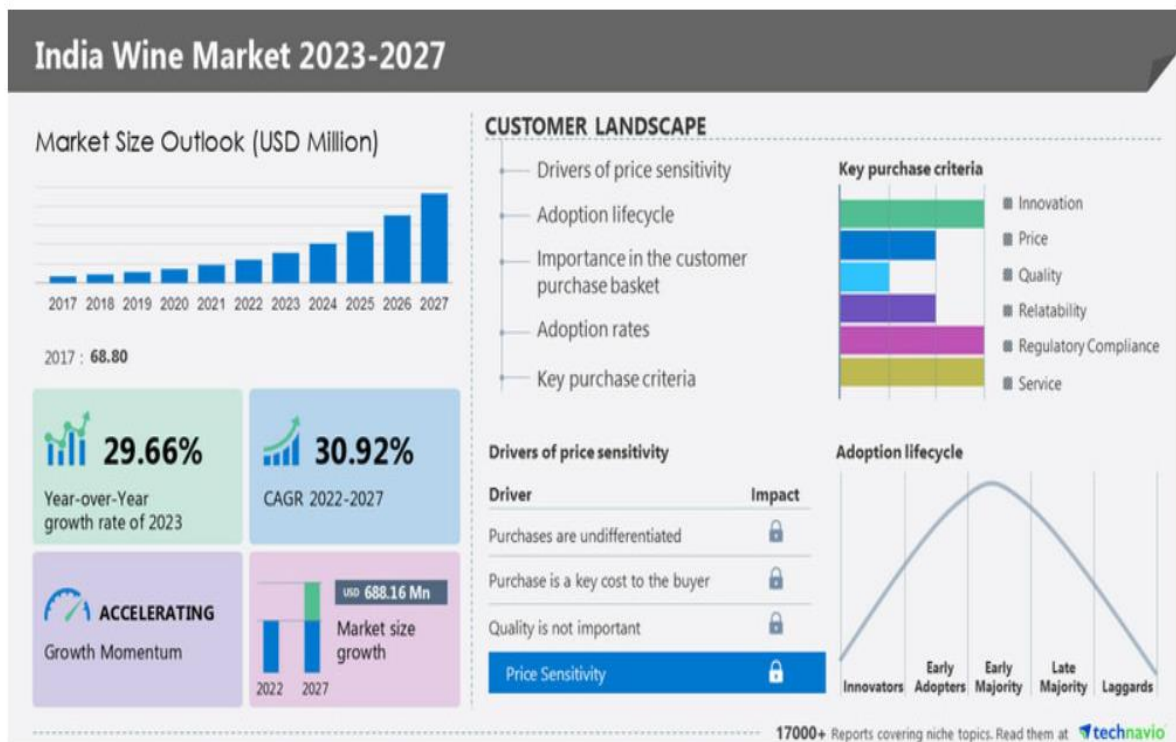 India Wine Market 2023-2027
Market Size Outlook (USD Million)
2017 2018 2019 2020 2021 2022 2023 2024 2025 2026 2027
2017 : 68.80
29.66%
Year-over-Year
growth rate of 2023
30.92%
CAGR 2022-2027
ACCELERATING
Growth Momentum
USD 688.16 Mn
Market size
growth
2022 2027
CUSTOMER LANDSCAPE
Drivers of price sensitivity
Adoption lifecycle
Importance in the customer
purchase basket
Adoption rates
Key purchase criteria
Key purchase criteria
Innovation
Price
Quality
Relatability
Regulatory Compliance
Service
Drivers of price sensitivity
Driver Impact
Purchases are undifferentiated
Purchase is a key cost to the buyer
Quality is not important
Price Sensitivity
Adoption lifecycle
Innovators Early Adopters Early Majority Late Majority Laggards
17000+ Reports covering niche topics. Read them at technavio